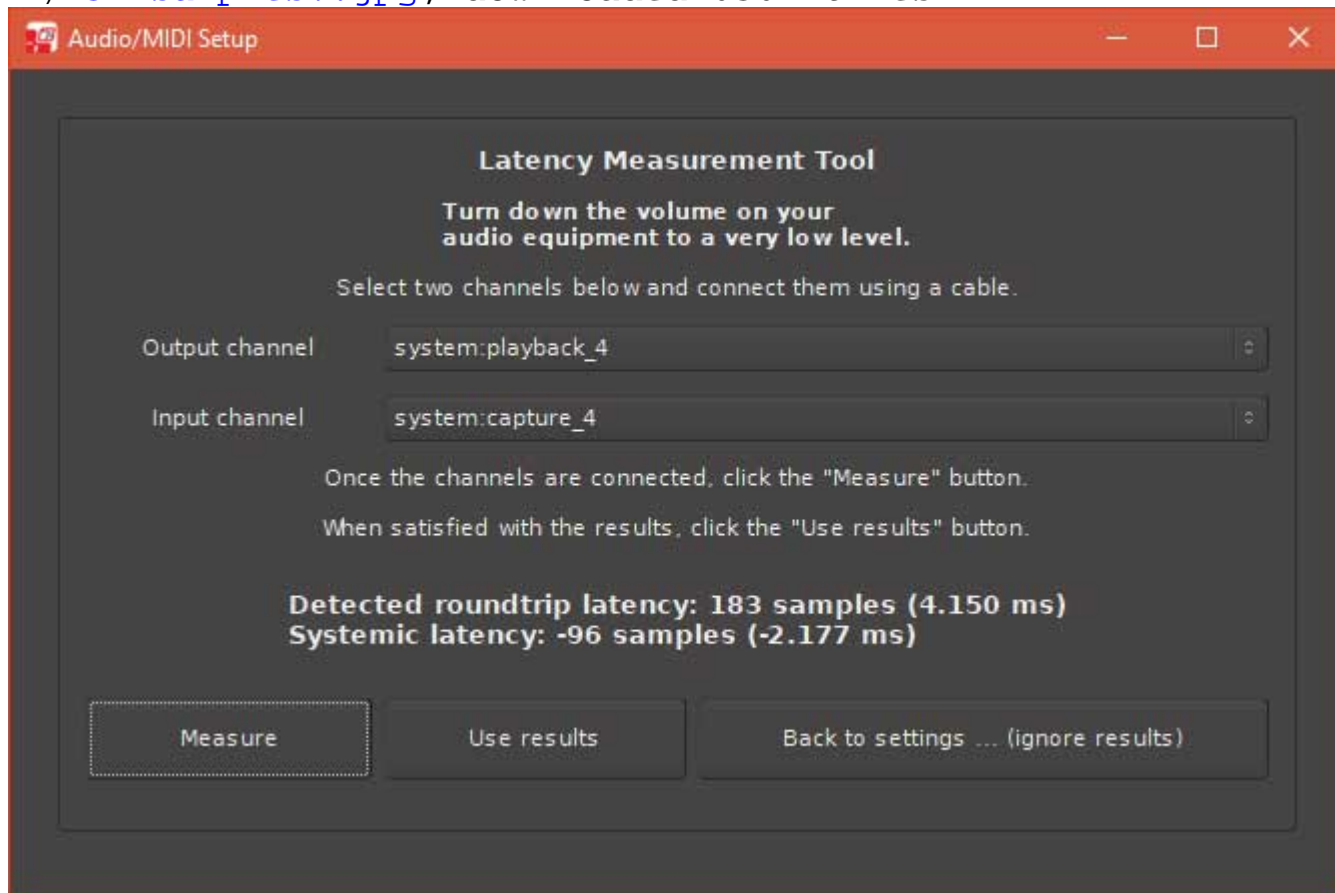 Audio/MIDI Setup
Latency Measurement Tool
Turn down the volume on your
audio equipment to a very low level.
Select two channels below and connect them using a cable.
Output channel system:playback_4
Input channel system:capture_4
Once the channels are connected, click the "Measure" button.
When satisfied with the results, click the "Use results" button.
Detected roundtrip latency: 183 samples (4.150 ms)
Systemic latency: -96 samples (-2.177 ms)
Measure Use results Back to settings ... (ignore results)